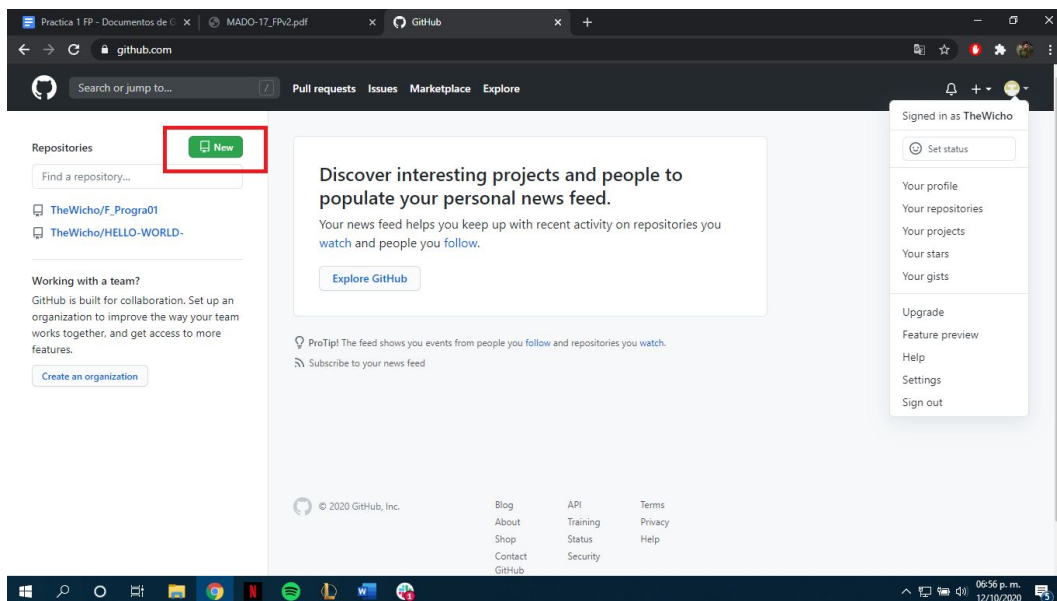 Practica 1 FP - Documentos de G
MADO-17_FPv2.pdf
GitHub
github.com
Search or jump to...
/
Pull requests Issues Marketplace Explore
Signed in as TheWicho
Set status
Your profile
Your repositories
Your projects
Your stars
Your gists
Upgrade
Feature preview
Help
Settings
Sign out
Repositories
New
Find a repository...
TheWicho/F_Progra01
TheWicho/HELLO-WORLD-
Working with a team?
GitHub is built for collaboration. Set up an
organization to improve the way your team
works together, and get access to more
features.
Create an organization
Discover interesting projects and people to
populate your personal news feed.
Your news feed helps you keep up with recent activity on repositories you
watch and people you follow.
Explore GitHub
ProTip! The feed shows you events from people you follow and repositories you watch.
Subscribe to your news feed
© 2020 GitHub, Inc.
Blog
About
Shop
Contact
GitHub
API
Training
Status
Security
Terms
Privacy
Help
06:56 p. m.
12/10/2020